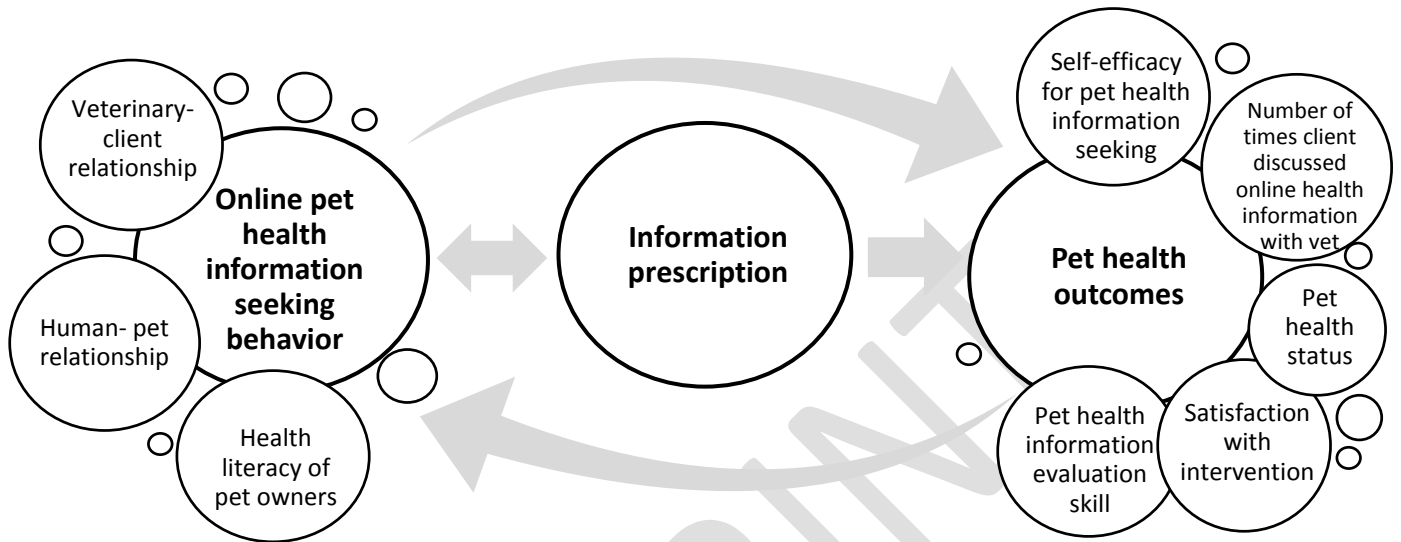 Veterinary-
client
relationship
Online pet
health
information
seeking
behavior
Human- pet
relationship
Health
literacy of
pet owners
Information
prescription
Self-efficacy
for pet health
information
seeking
Number of
times client
discussed
online health
information
with vet
Pet health
outcomes
Pet
health
status
Pet health
information
evaluation
skill
Satisfaction
with
intervention